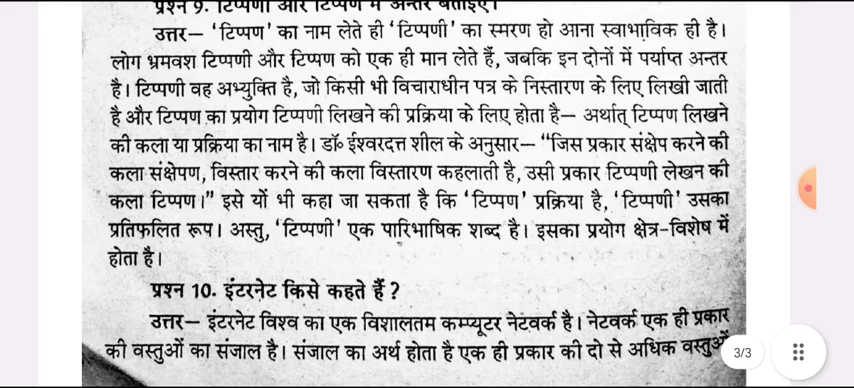 प्रश्न 9. टिप्पणी और टिप्पण में अन्तर बताइए।
उत्तर– ‘टिप्पण’ का नाम लेते ही ‘टिप्पणी’ का स्मरण हो आना स्वाभाविक ही है।
लोग भ्रमवश टिप्पणी और टिप्पण को एक ही मान लेते हैं, जबकि इन दोनों में पर्याप्त अन्तर
है। टिप्पणी वह अभ्युक्ति है, जो किसी भी विचाराधीन पत्र के निस्तारण के लिए लिखी जाती
है और टिप्पण का प्रयोग टिप्पणी लिखने की प्रक्रिया के लिए होता है— अर्थात् टिप्पण लिखने
की कला या प्रक्रिया का नाम है। डॉ० ईश्वरदत्त शील के अनुसार— “जिस प्रकार संक्षेप करने की
कला संक्षेपण, विस्तार करने की कला विस्तारण कहलाती है, उसी प्रकार टिप्पणी लेखन की
कला टिप्पण।” इसे यों भी कहा जा सकता है कि ‘टिप्पण’ प्रक्रिया है, ‘टिप्पणी’ उसका
प्रतिफलित रूप। अस्तु, ‘टिप्पणी’ एक पारिभाषिक शब्द है। इसका प्रयोग क्षेत्र-विशेष में
होता है।
प्रश्न 10. इंटरनेट किसे कहते हैं ?
उत्तर— इंटरनेट विश्व का एक विशालतम कम्प्यूटर नेटवर्क है। नेटवर्क एक ही प्रकार
की वस्तुओं का संजाल है। संजाल का अर्थ होता है एक ही प्रकार की दो से अधिक वस्तुओं
3/3